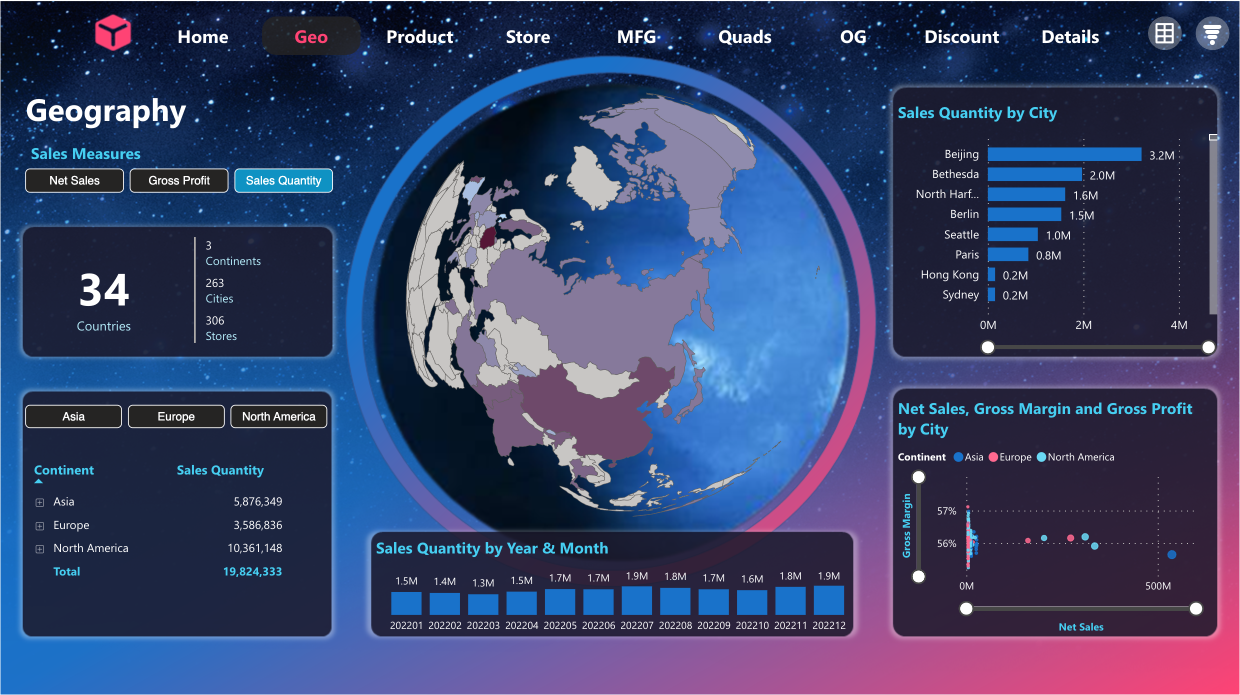 Home Geo Product Store MFG Quads OG Discount Details
Geography
Sales Measures
Net Sales Gross Profit Sales Quantity
34
Countries
3
Continents
263
Cities
306
Stores
Asia Europe North America
Continent Sales Quantity
Asia 5,876,349
Europe 3,586,836
North America 10,361,148
Total 19,824,333
Sales Quantity by Year & Month
1.5M 1.4M 1.3M 1.5M 1.7M 1.7M 1.9M 1.8M 1.7M 1.6M 1.8M 1.9M
202201 202202 202203 202204 202205 202206 202207 202208 202209 202210 202211 202212
Sales Quantity by City
Beijing 3.2M
Bethesda 2.0M
North Harf... 1.6M
Berlin 1.5M
Seattle 1.0M
Paris 0.8M
Hong Kong 0.2M
Sydney 0.2M
0M 2M 4M
Net Sales, Gross Margin and Gross Profit
by City
Continent Asia Europe North America
Gross Margin
57%
56%
0M 500M
Net Sales